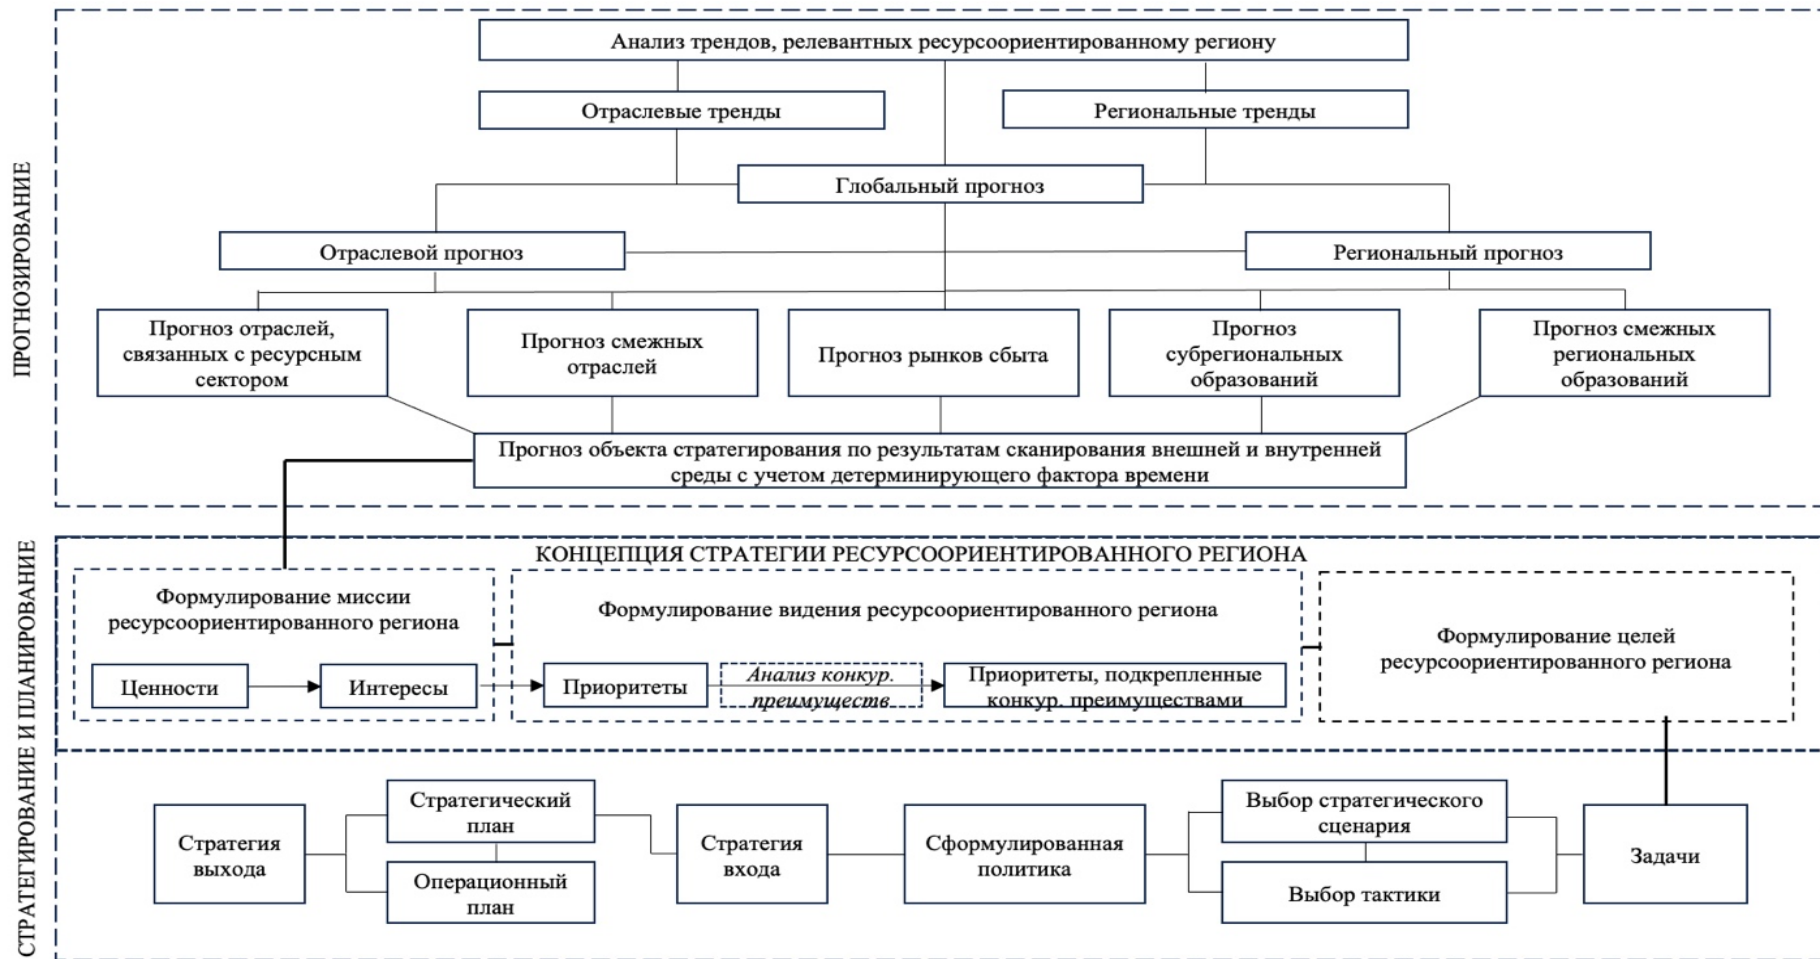 ПРОГНОЗИРОВАНИЕ
Анализ трендов, релевантных ресурсоориентированному региону
Отраслевые тренды
Региональные тренды
Глобальный прогноз
Отраслевой прогноз
Региональный прогноз
Прогноз отраслей,
связанных с ресурсным
сектором
Прогноз смежных
отраслей
Прогноз рынков сбыта
Прогноз
субрегиональных
образований
Прогноз смежных
региональных
образований
Прогноз объекта стратегирования по результатам сканирования внешней и внутренней
среды с учетом детерминирующего фактора времени
СТРАТЕГИРОВАНИЕ И ПЛАНИРОВАНИЕ
КОНЦЕПЦИЯ СТРАТЕГИИ РЕСУРСООРИЕНТИРОВАННОГО РЕГИОНА
Формулирование миссии
ресурсоориентированного региона
Ценности
Интересы
Формулирование видения ресурсоориентированного региона
Приоритеты
Анализ конкур.
преимуществ
Приоритеты, подкрепленные
конкур. преимуществами
Формулирование целей
ресурсоориентированного региона
Стратегия
выхода
Стратегический
план
Операционный
план
Стратегия
входа
Сформулированная
политика
Выбор стратегического
сценария
Выбор тактики
Задачи